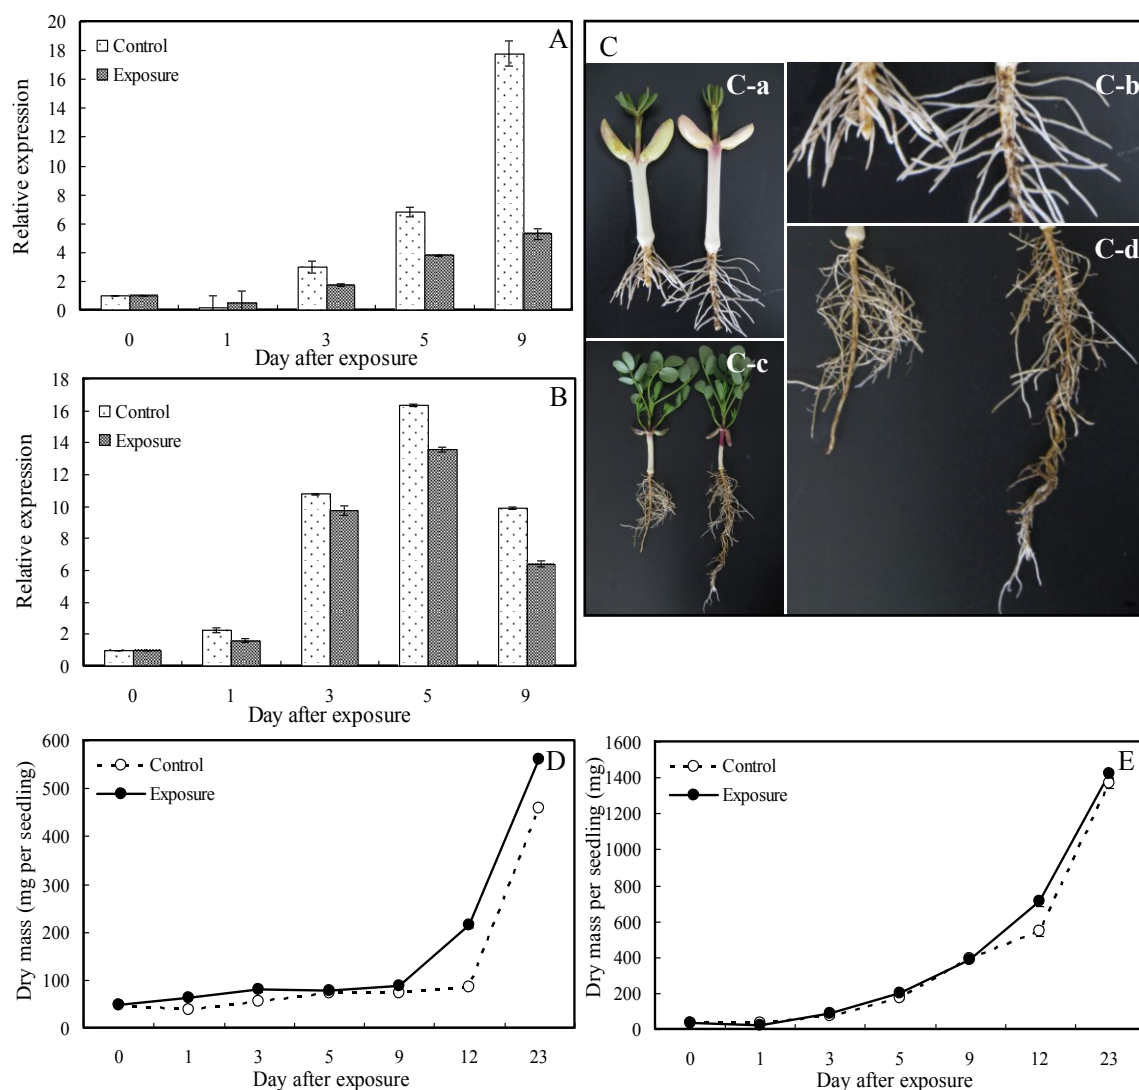 A
Control
Exposure
Relative expression
20
18
16
14
12
10
8
6
4
2
0
0 1 3 5 9
Day after exposure
B
Control
Exposure
Relative expression
18
16
14
12
10
8
6
4
2
0
0 1 3 5 9
Day after exposure
C
C-a
C-b
C-c
C-d
D
Control
Exposure
Dry mass (mg per seedling)
600
500
400
300
200
100
0
0 1 3 5 9 12 23
Day after exposure
E
Control
Exposure
Dry mass per seedling (mg)
1600
1400
1200
1000
800
600
400
200
0
0 1 3 5 9 12 23
Day after exposure